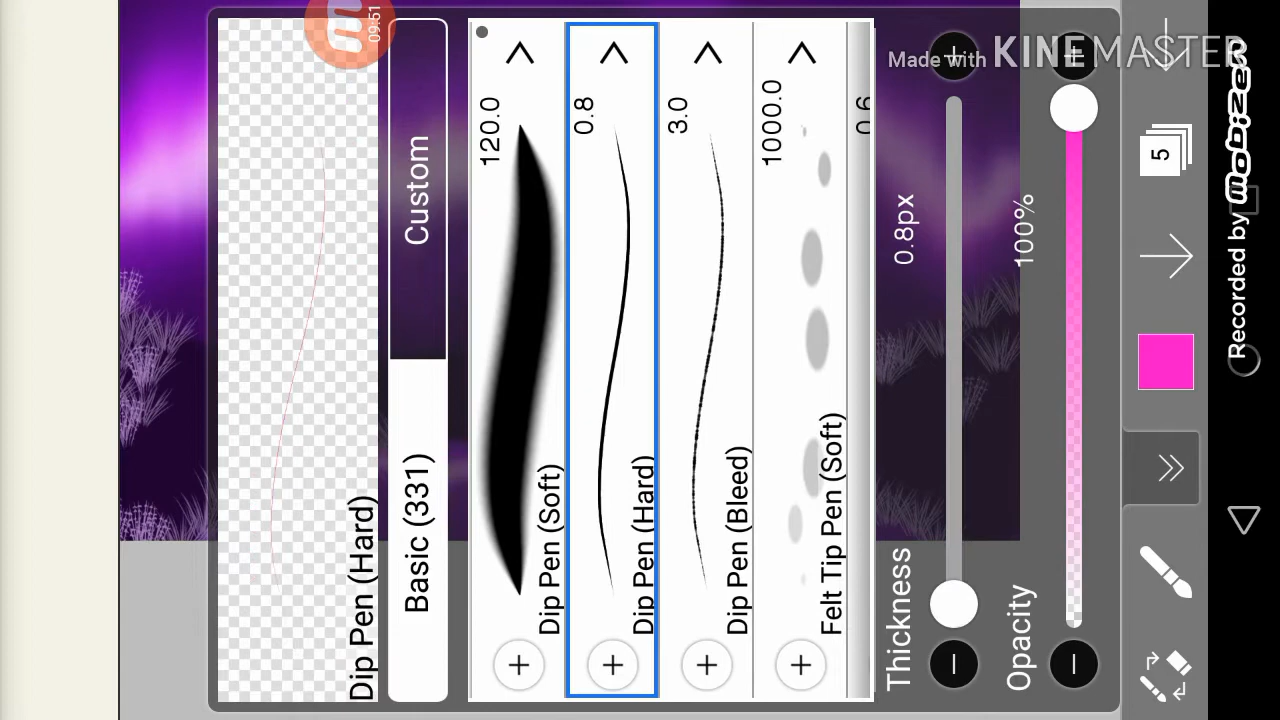 Made with KINEMASTER
Recorded by Mobizen
09:51
Dip Pen (Hard)
Basic (331)
Custom
Dip Pen (Soft)
120.0
Dip Pen (Hard)
0.8
Dip Pen (Bleed)
3.0
Felt Tip Pen (Soft)
1000.0
0.6
Thickness
0.8px
Opacity
100%
5